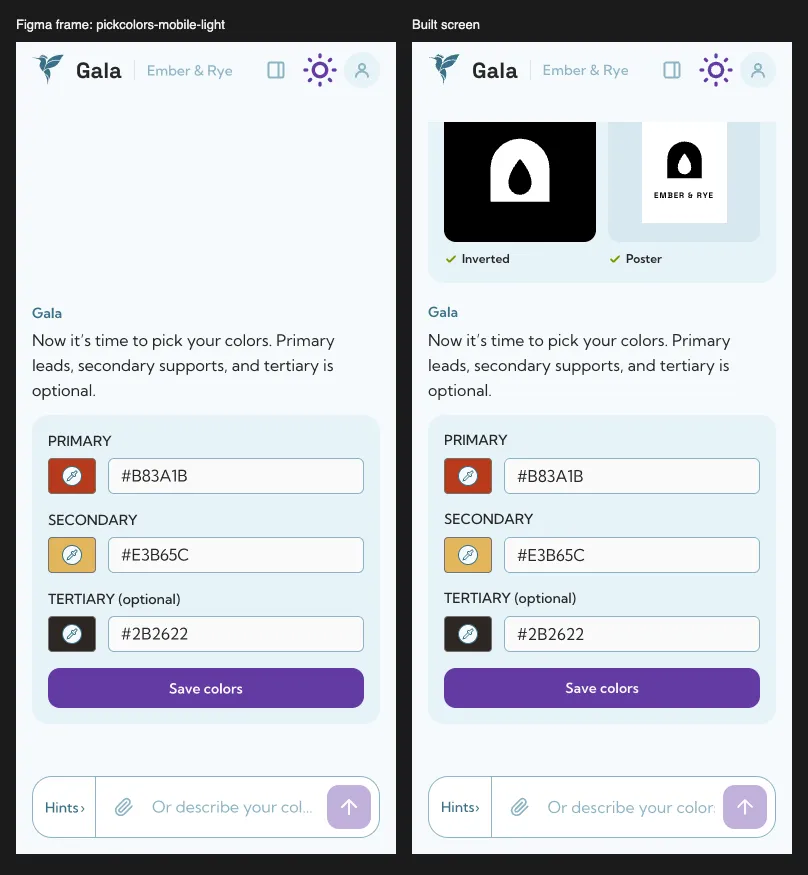 Figma frame: pickcolors-mobile-light
Gala
Ember & Rye
Gala
Now it’s time to pick your colors. Primary
leads, secondary supports, and tertiary is
optional.
PRIMARY
#B83A1B
SECONDARY
#E3B65C
TERTIARY (optional)
#2B2622
Save colors
Hints›
Or describe your col...
Built screen
Gala
Ember & Rye
EMBER & RYE
Inverted
Poster
Gala
Now it’s time to pick your colors. Primary
leads, secondary supports, and tertiary is
optional.
PRIMARY
#B83A1B
SECONDARY
#E3B65C
TERTIARY (optional)
#2B2622
Save colors
Hints›
Or describe your color